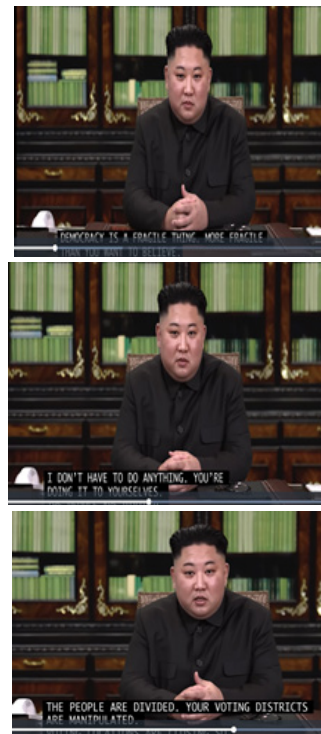 DEMOCRACY IS A FRAGILE THING. MORE FRAGILE
THAN YOU WANT TO BELIEVE.
I DON'T HAVE TO DO ANYTHING. YOU'RE
DOING IT TO YOURSELVES.
THE PEOPLE ARE DIVIDED. YOUR VOTING DISTRICTS
ARE MANIPULATED.